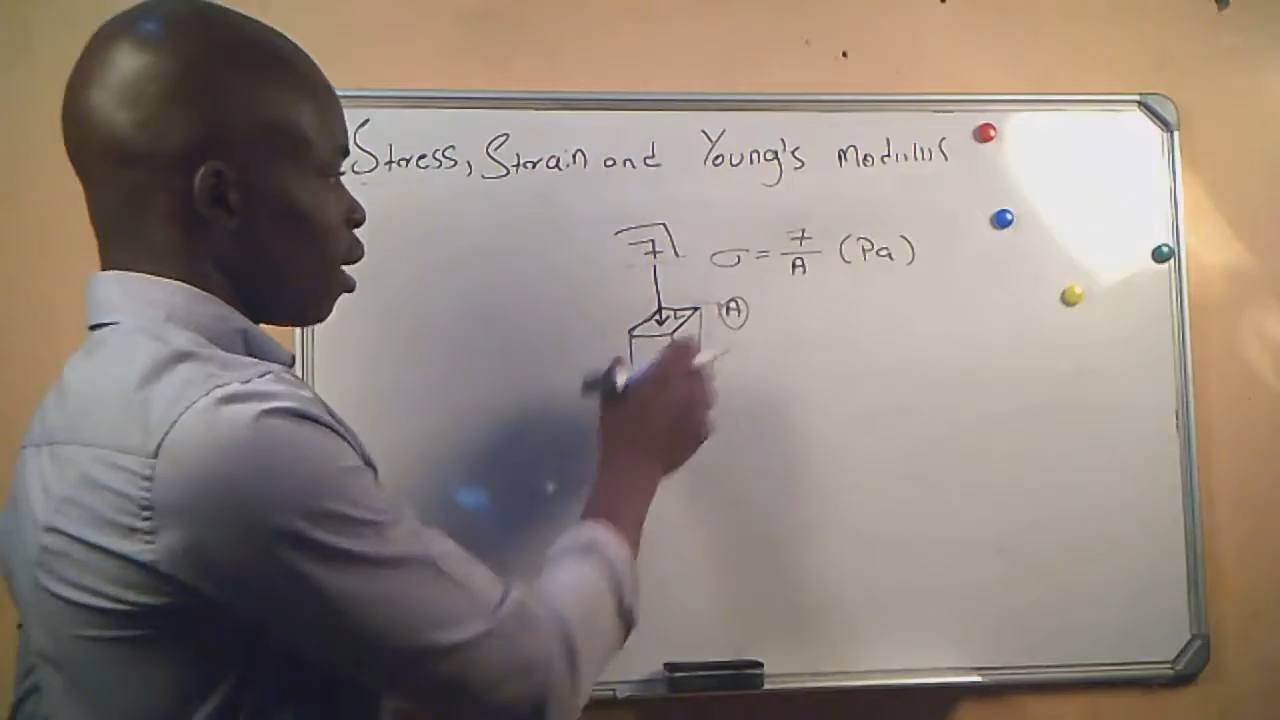 Stress, Strain and Young's Modulus
F
σ = F/A (Pa)
A